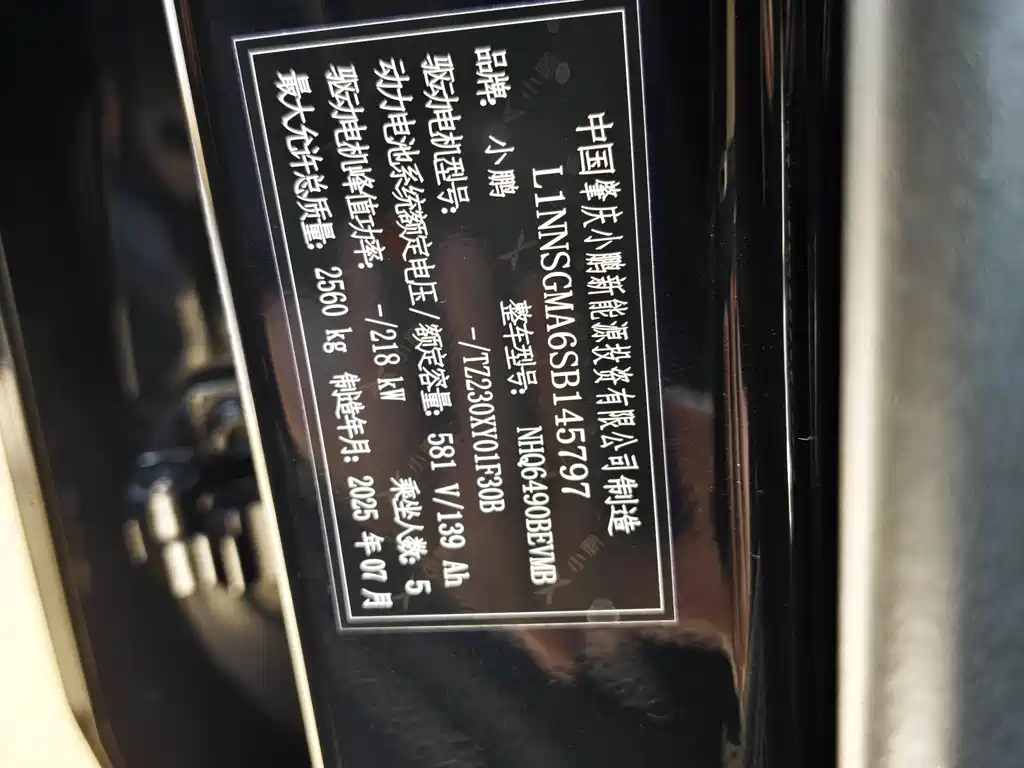 中国肇庆小鹏新能源投资有限公司制造
L1NNSGMA6SB145797
品牌: 小鹏 整车型号: NHQ6490BEVMB
驱动电机型号: -/TZ230XY01F30B
动力电池系统额定电压/额定容量: 581 V/139 Ah
驱动电机峰值功率: -/218 kW 乘坐人数: 5
最大允许总质量: 2560 kg 制造年月: 2025 年 07 月